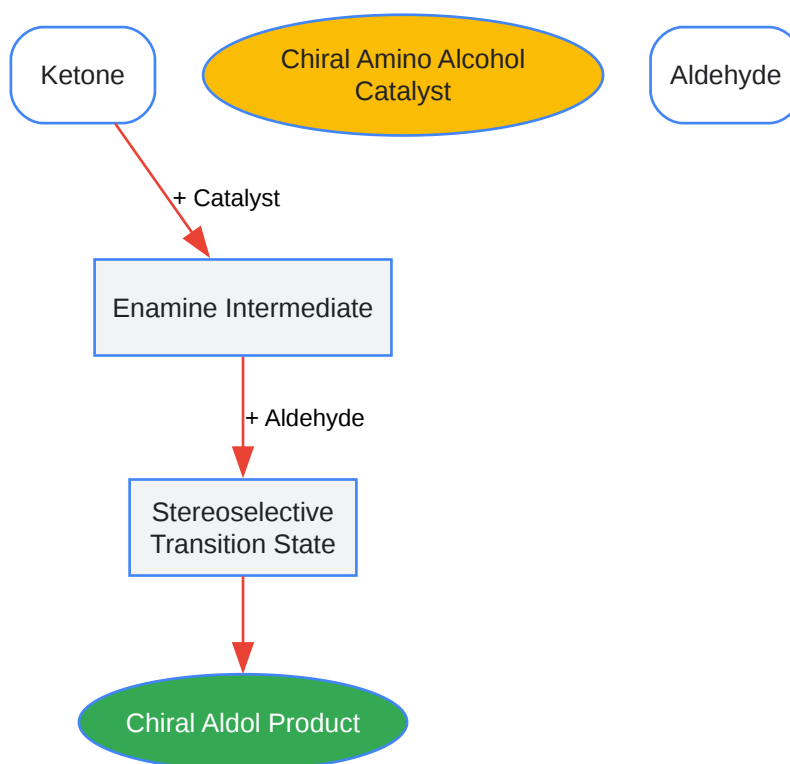 Ketone
Chiral Amino Alcohol
Catalyst
Aldehyde
+ Catalyst
Enamine Intermediate
+ Aldehyde
Stereoselective
Transition State
Chiral Aldol Product